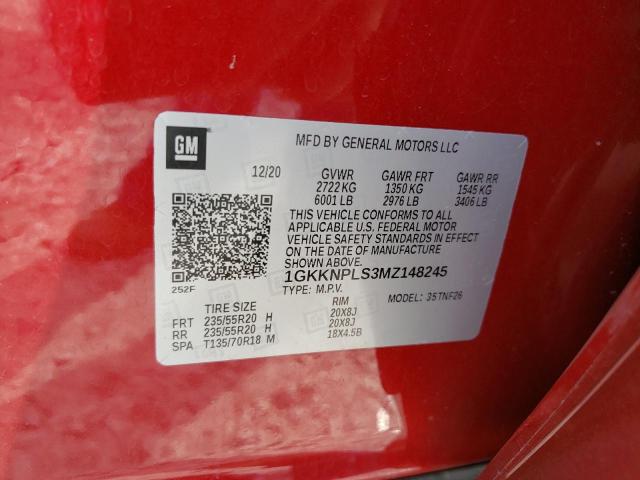 GM
MFD BY GENERAL MOTORS LLC
12/20 GVWR GAWR FRT GAWR RR
2722 KG 1350 KG 1545 KG
6001 LB 2976 LB 3406 LB
THIS VEHICLE CONFORMS TO ALL
APPLICABLE U.S. FEDERAL MOTOR
VEHICLE SAFETY STANDARDS IN EFFECT
ON THE DATE OF MANUFACTURE
SHOWN ABOVE.
252F
1GKKNPLS3MZ148245
TYPE: M.P.V. MODEL: 35TNF26
TIRE SIZE RIM
FRT 235/55R20 H 20X8J
RR 235/55R20 H 20X8J
SPA T135/70R18 M 18X4.5B